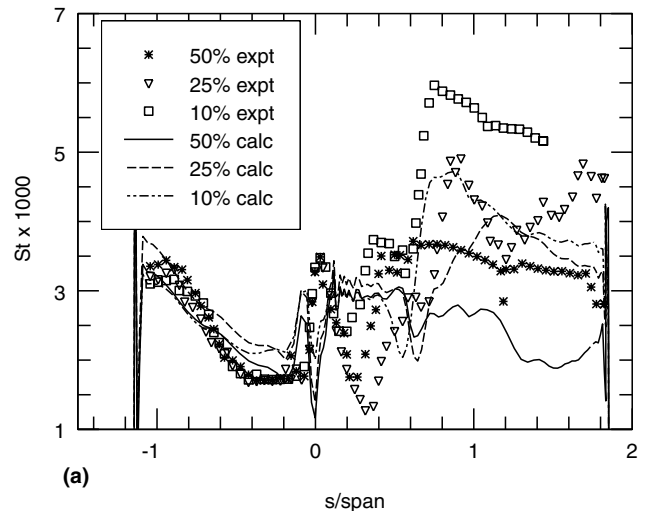 7
5
3
1
St x 1000
50% expt
25% expt
10% expt
50% calc
25% calc
10% calc
-1
0
1
2
(a)
s/span